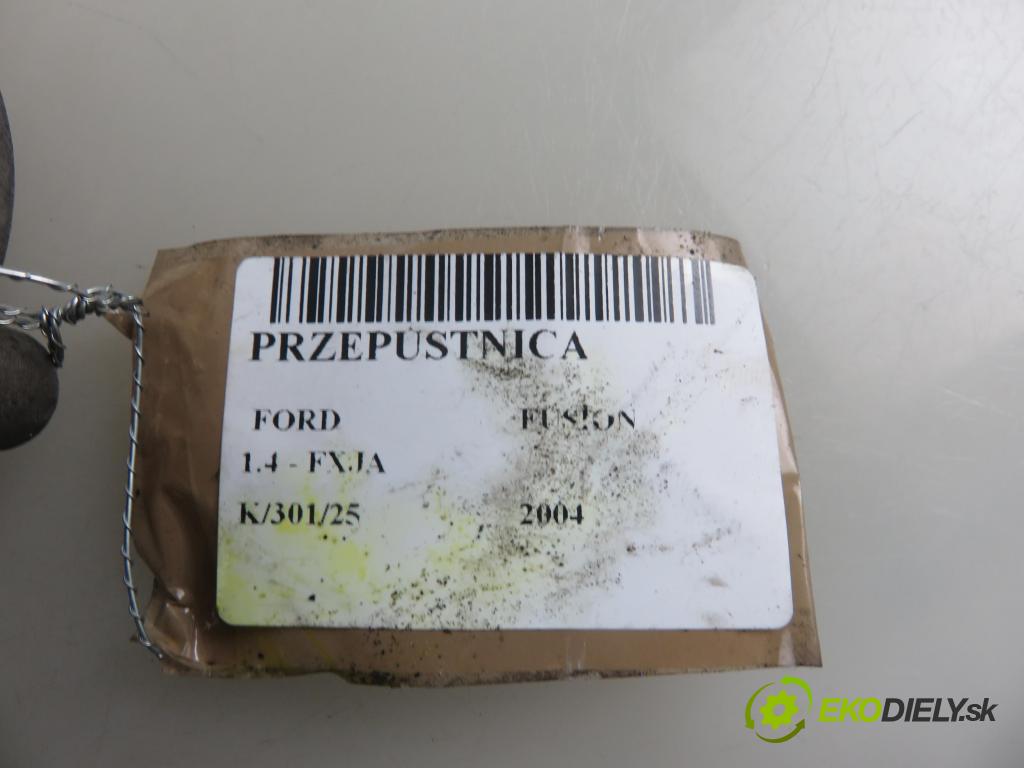 PRZEPUSTNICA
FORD FUSION
1.4 - FXJA
K/301/25 2004
EKODIELY.sk